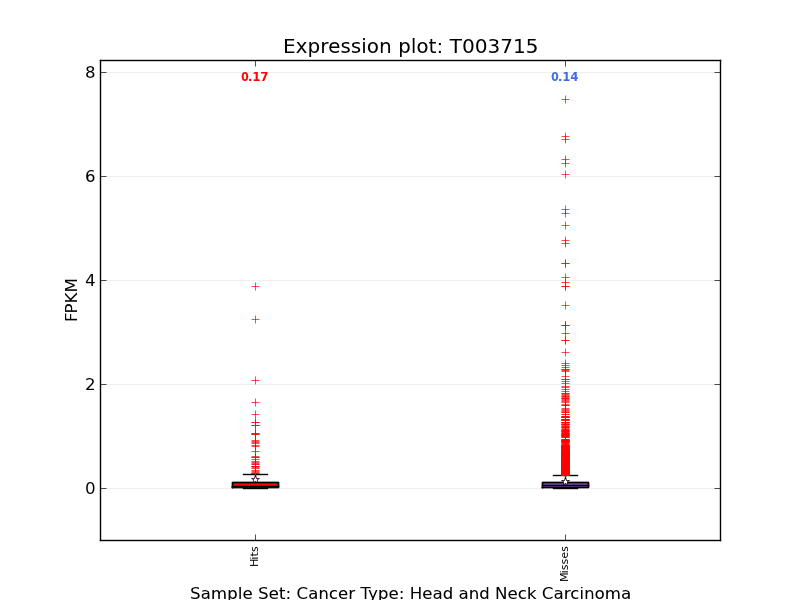 Expression plot: T003715
0.17
0.14
8
6
4
2
0
FPKM
Hits
Misses
Sample Set: Cancer Type: Head and Neck Carcinoma